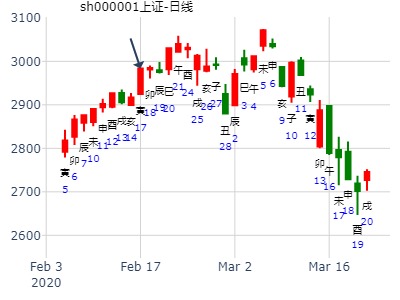 sh000001上证-日线
3100
3000
2900
2800
2700
2600
寅
5
卯
6
辰
7
未
10
申
11
酉
12
戌
13
亥
14
寅
17
卯
18
辰
19
巳
20
午
21
酉
24
戌
25
亥
26
子
27
丑
28
辰
2
巳
3
午
4
未
5
申
6
亥
9
子
10
丑
11
寅
12
卯
13
午
16
未
17
申
18
酉
19
戌
20
Feb 3
2020
Feb 17
Mar 2
Mar 16